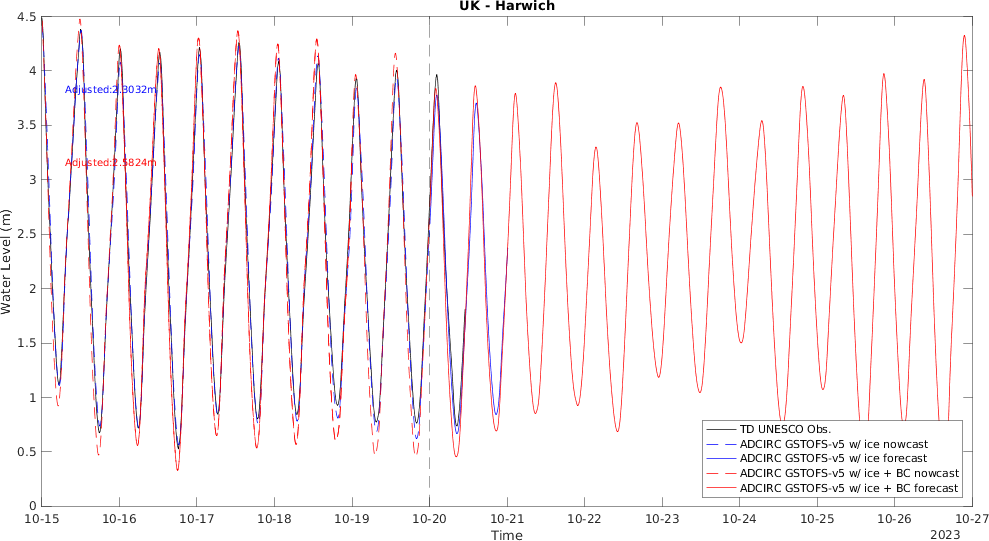 UK - Harwich
4.5
4
3.5
3
2.5
2
1.5
1
0.5
0
Water Level (m)
Adjusted:2.3032m
Adjusted:2.5824m
TD UNESCO Obs.
ADCIRC GSTOFS-v5 w/ ice nowcast
ADCIRC GSTOFS-v5 w/ ice forecast
ADCIRC GSTOFS-v5 w/ ice + BC nowcast
ADCIRC GSTOFS-v5 w/ ice + BC forecast
10-15 10-16 10-17 10-18 10-19 10-20 10-21 10-22 10-23 10-24 10-25 10-26 10-27
Time
2023